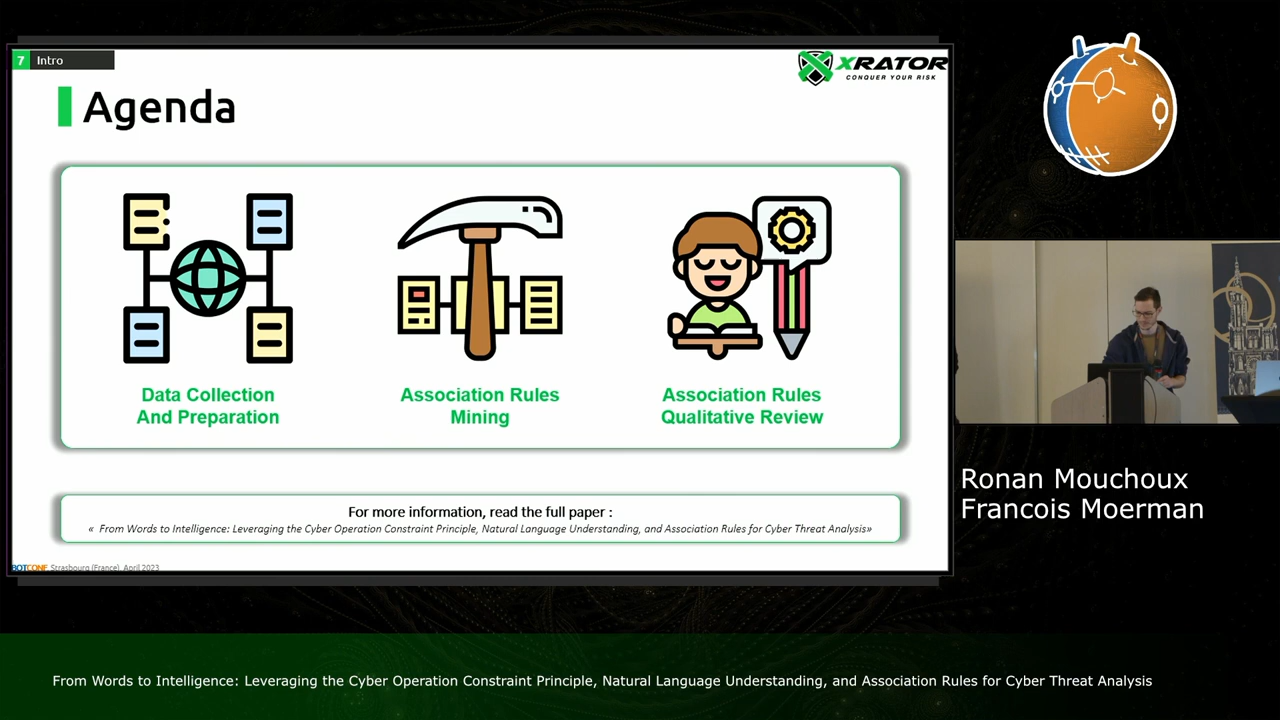 7 Intro
XRATOR
CONQUER YOUR RISK
Agenda
Data Collection
And Preparation
Association Rules
Mining
Association Rules
Qualitative Review
For more information, read the full paper :
« From Words to Intelligence: Leveraging the Cyber Operation Constraint Principle, Natural Language Understanding, and Association Rules for Cyber Threat Analysis»
BOTCONF, Strasbourg (France), April 2023
Ronan Mouchoux
Francois Moerman
From Words to Intelligence: Leveraging the Cyber Operation Constraint Principle, Natural Language Understanding, and Association Rules for Cyber Threat Analysis